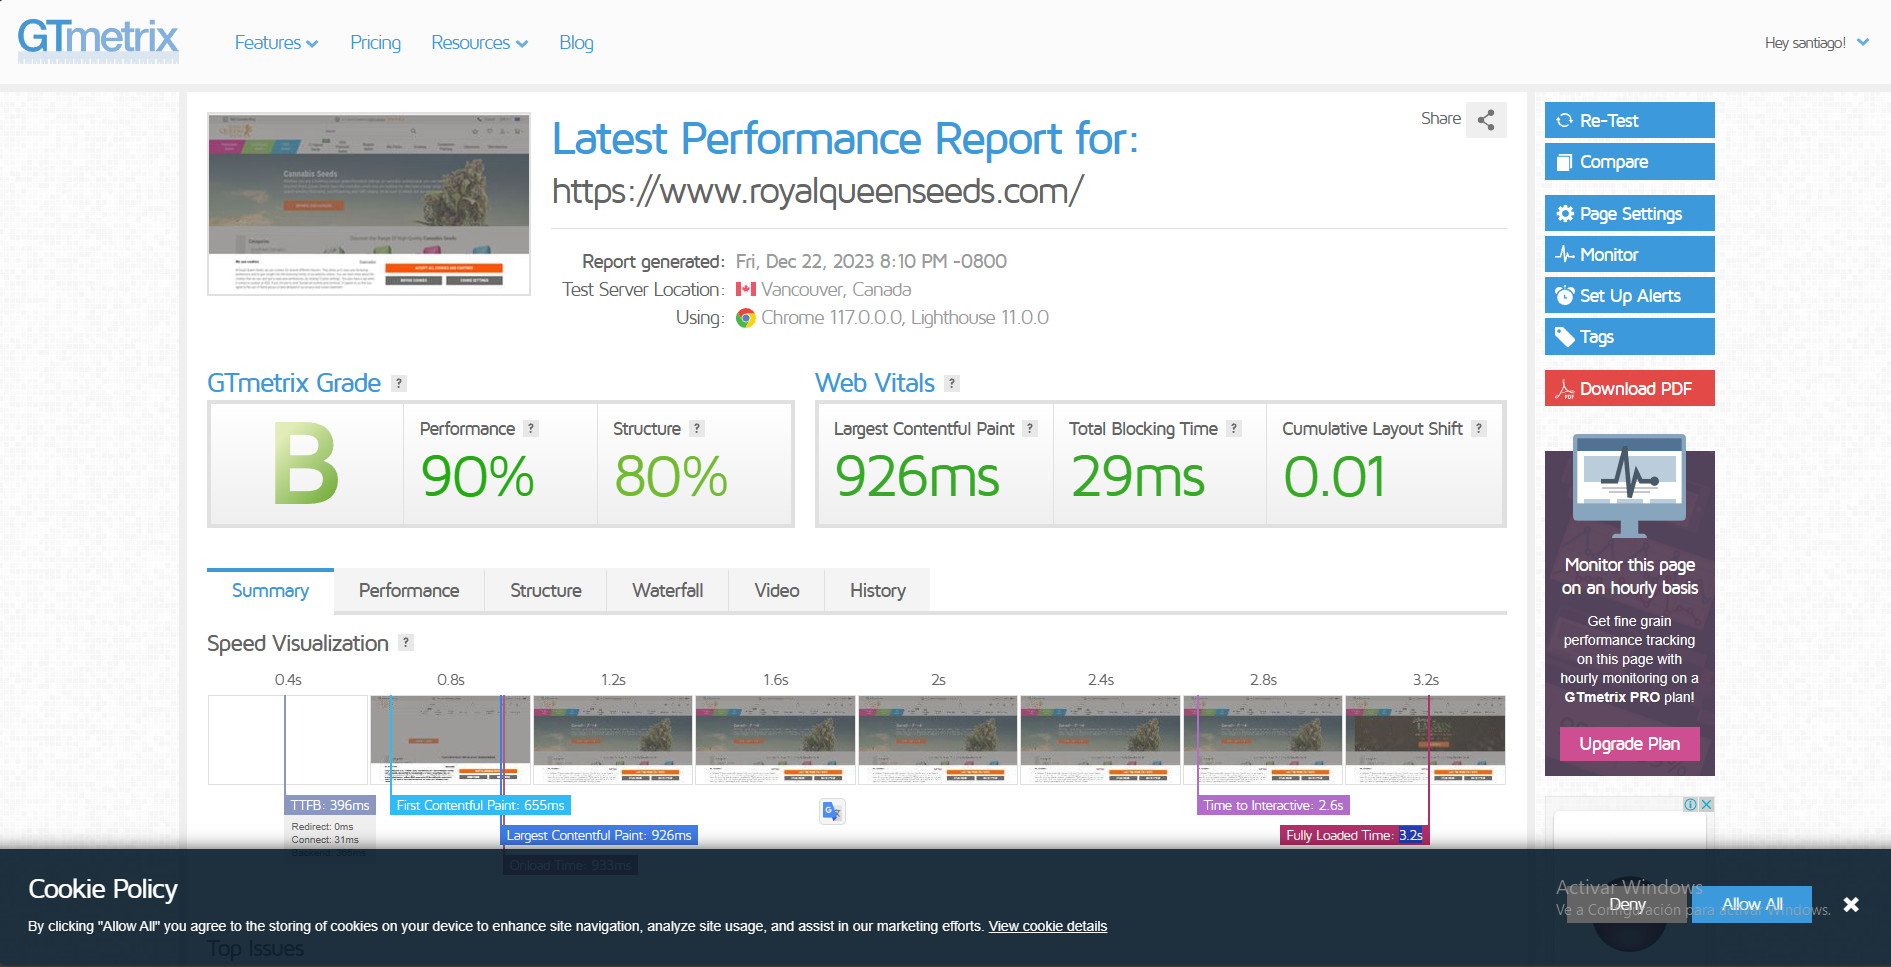 GTmetrix
Features
Pricing
Resources
Blog
Hey santiago!
Cannabis Seeds
Latest Performance Report for:
https://www.royalqueenseeds.com/
Share
Report generated: Fri, Dec 22, 2023 8:10 PM -0800
Test Server Location: Vancouver, Canada
Using: Chrome 117.0.0.0, Lighthouse 11.0.0
Re-Test
Compare
Page Settings
Monitor
Set Up Alerts
Tags
Download PDF
GTmetrix Grade ?
B
Performance ?
90%
Structure ?
80%
Web Vitals ?
Largest Contentful Paint ?
926ms
Total Blocking Time ?
29ms
Cumulative Layout Shift ?
0.01
Monitor this page
on an hourly basis
Get fine grain
performance tracking
on this page with
hourly monitoring on a
GTmetrix PRO plan!
Upgrade Plan
Summary
Performance
Structure
Waterfall
Video
History
Speed Visualization ?
0.4s
0.8s
1.2s
1.6s
2s
2.4s
2.8s
3.2s
TTFB: 396ms
Redirect: 0ms
Connect: 31ms
First Contentful Paint: 655ms
Largest Contentful Paint: 926ms
Onload Time: 933ms
Time to Interactive: 2.6s
Fully Loaded Time: 3.2s
Cookie Policy
By clicking "Allow All" you agree to the storing of cookies on your device to enhance site navigation, analyze site usage, and assist in our marketing efforts. View cookie details
Deny
Allow All
Activar Windows
Ve a Configuración para activar Windows.
Top Issues